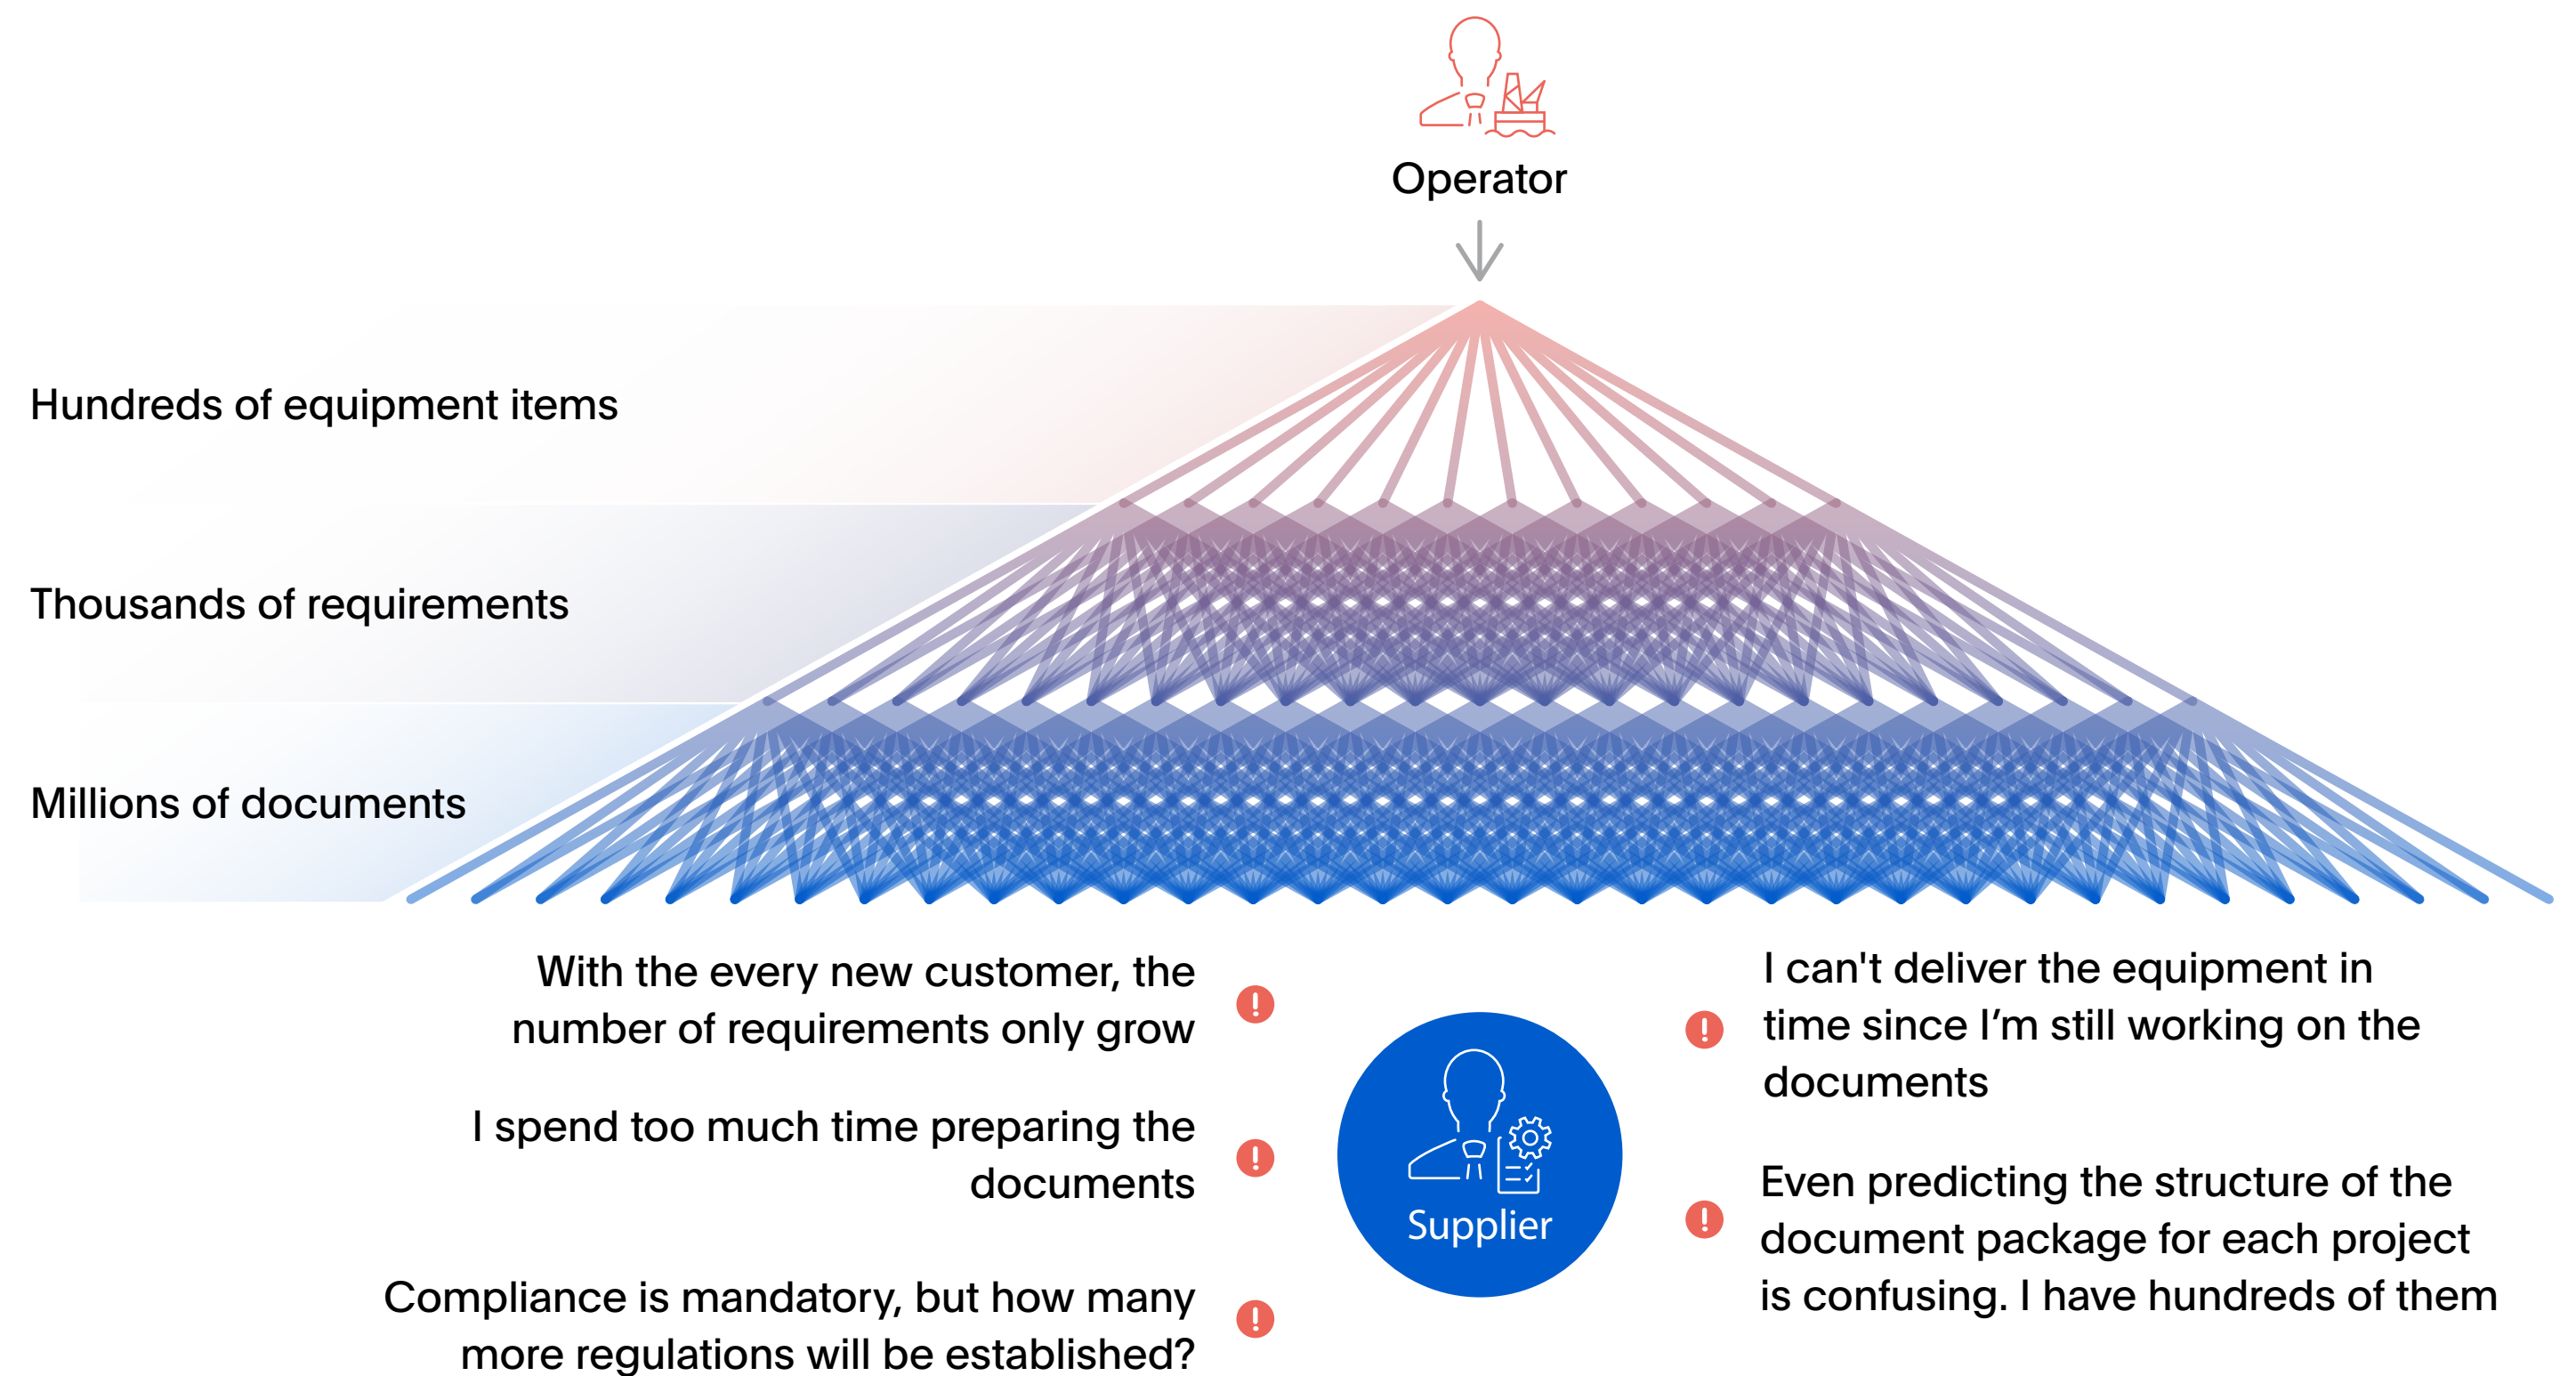 Operator
Hundreds of equipment items
Thousands of requirements
Millions of documents
With the every new customer, the
number of requirements only grow
I spend too much time preparing the
documents
Compliance is mandatory, but how many
more regulations will be established?
Supplier
I can't deliver the equipment in
time since I’m still working on the
documents
Even predicting the structure of the
document package for each project
is confusing. I have hundreds of them